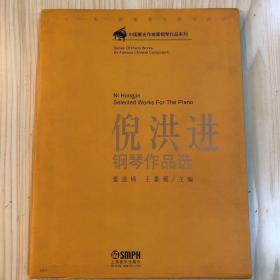 中国著名作曲家钢琴作品系列
Series Of Piano Works
By Famous Chinese Composers
Ni Hongjin
Selected Works For The Piano
倪洪进
钢琴作品选
主编
SMPH
上海音乐出版社